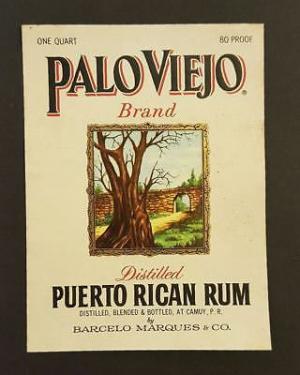 ONE QUART 80 PROOF
PALO VIEJO®
Brand
Distilled
PUERTO RICAN RUM
DISTILLED, BLENDED & BOTTLED, AT CAMUY, P. R.
by
BARCELO MARQUES & CO.